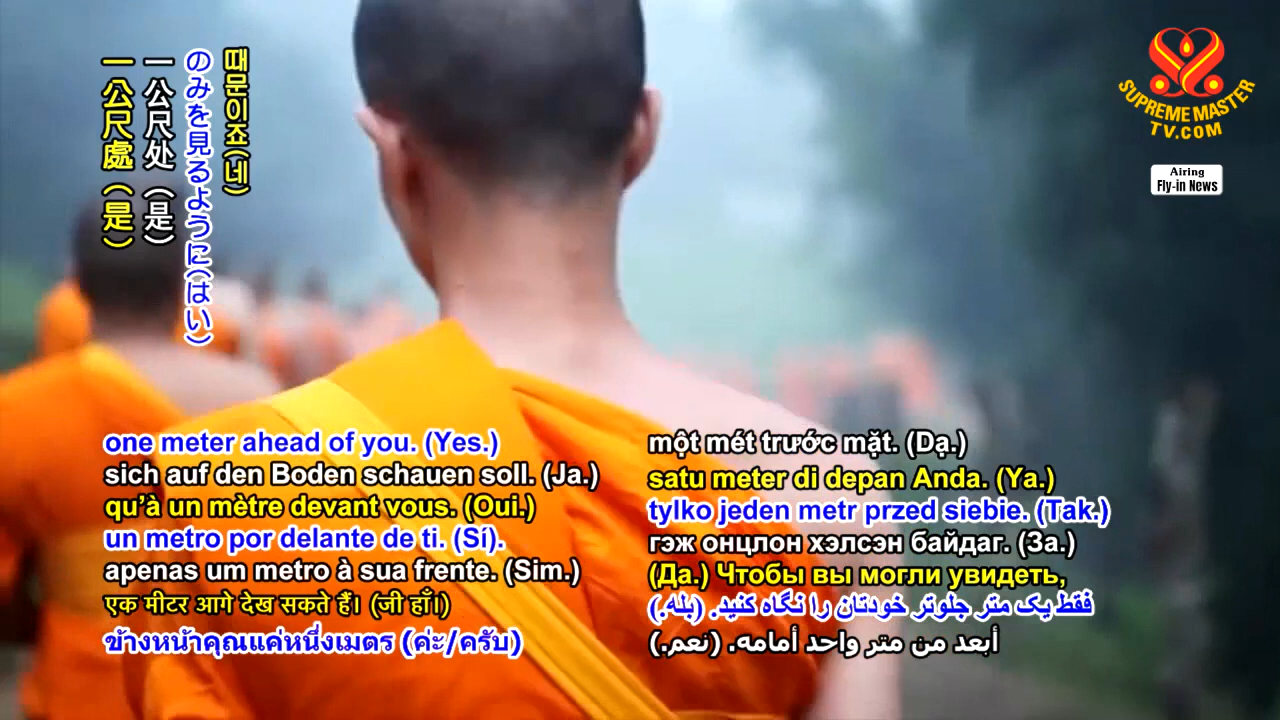 때문이죠(네)
のみを見るように(はい)
一公尺处（是）
一公尺處（是）
SUPREME MASTER
TV.COM
Airing
Fly-in News
one meter ahead of you. (Yes.)
sich auf den Boden schauen soll. (Ja.)
qu’à un mètre devant vous. (Oui.)
un metro por delante de ti. (Sí).
apenas um metro à sua frente. (Sim.)
एक मीटर आगे देख सकते हैं। (जी हाँ।)
ข้างหน้าคุณแค่หนึ่งเมตร (ค่ะ/ครับ)
một mét trước mặt. (Dạ.)
satu meter di depan Anda. (Ya.)
tylko jeden metr przed siebie. (Tak.)
гэж онцлон хэлсэн байдаг. (За.)
(Да.) Чтобы вы могли увидеть,
فقط یک متر جلوتر خودتان را نگاه کنید. (بله.)
أبعد من متر واحد أمامه. (نعم.)